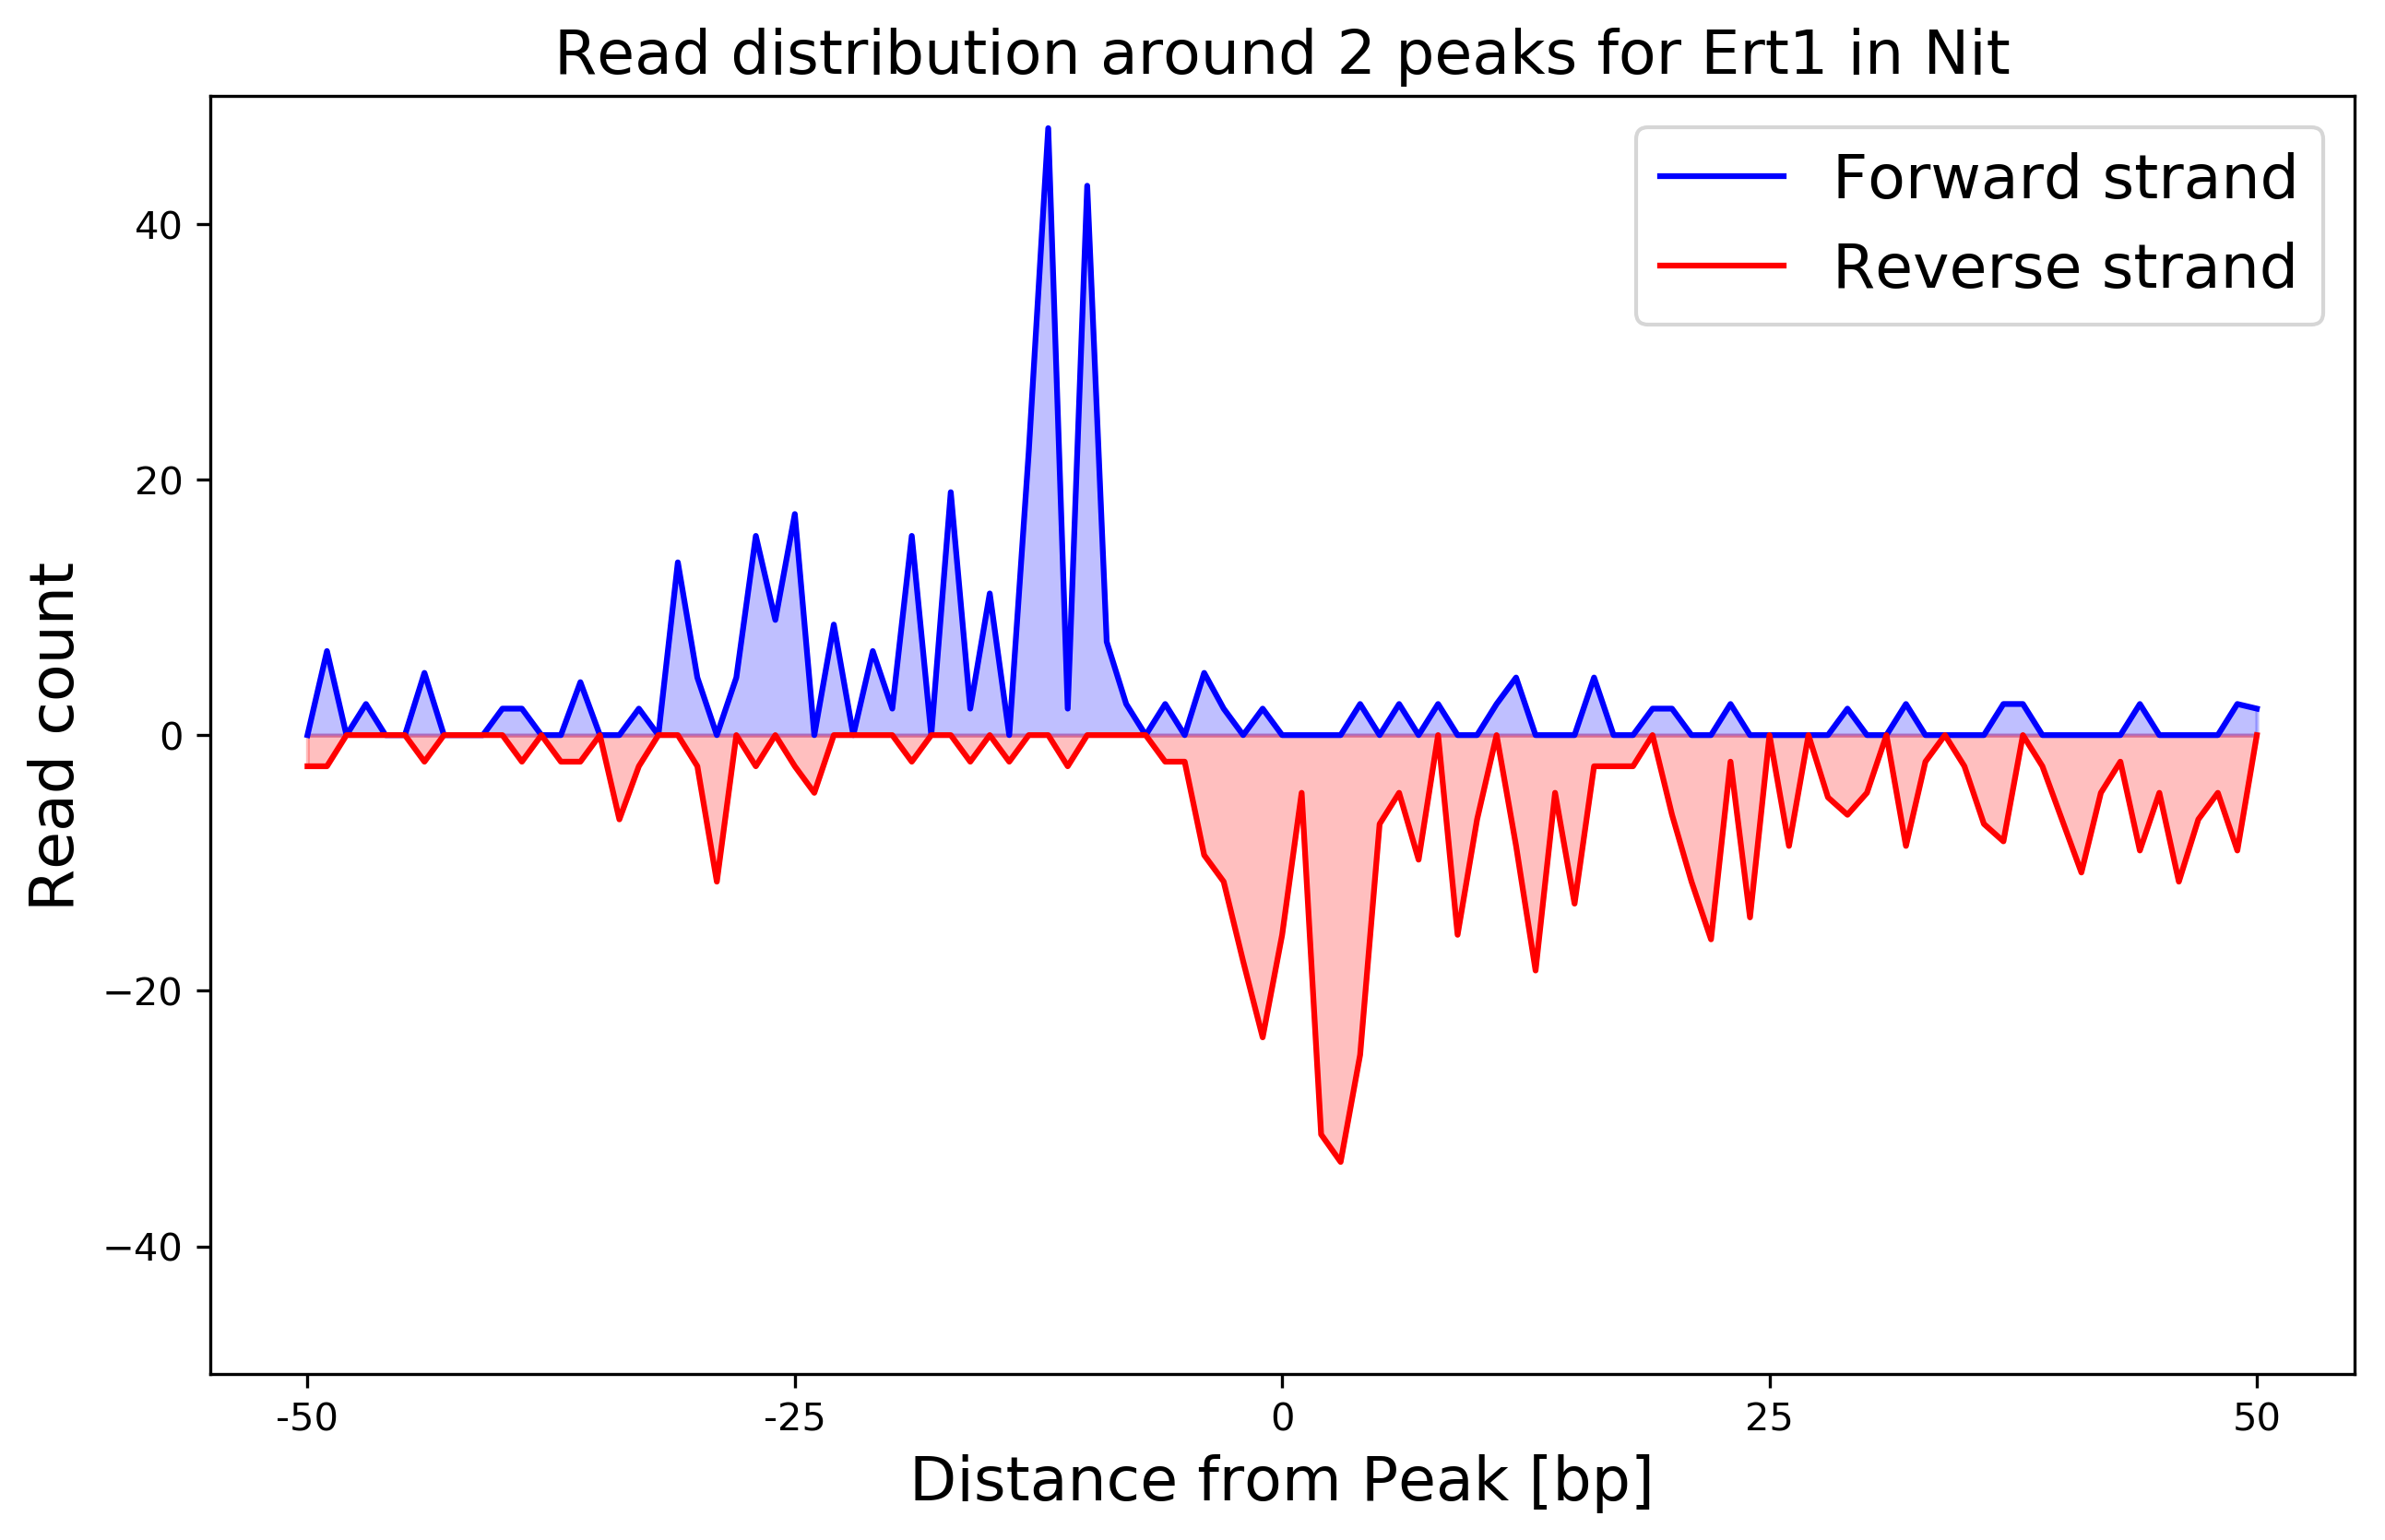 Read distribution around 2 peaks for Ert1 in Nit
Forward strand
Reverse strand
Read count
40
20
0
−20
−40
-50
-25
0
25
50
Distance from Peak [bp]